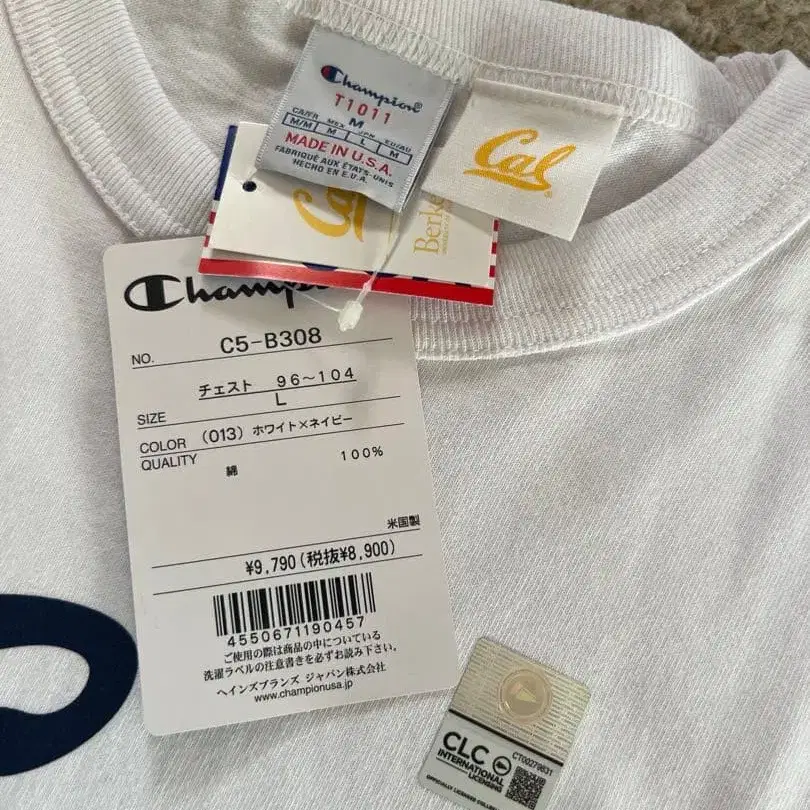 Champion®
T1011
M
CA/FR MEX JPN EU/AU
M/M M L M
MADE IN U.S.A.
FABRIQUÉ AUX ÉTATS-UNIS
HECHO EN E.U.A.
Cal
Champion
NO. C5-B308
チェスト 96〜104
SIZE L
COLOR (013) ホワイト×ネイビー
QUALITY
綿 100%
米国製
¥9,790(税抜¥8,900)
4550671190457
ご使用の際は商品の中についている
洗濯ラベルの注意書きを必ずお読み下さい。
ヘインズブランズ ジャパン株式会社
www.championusa.jp
CLC
INTERNATIONAL
LICENSING
CT00279831